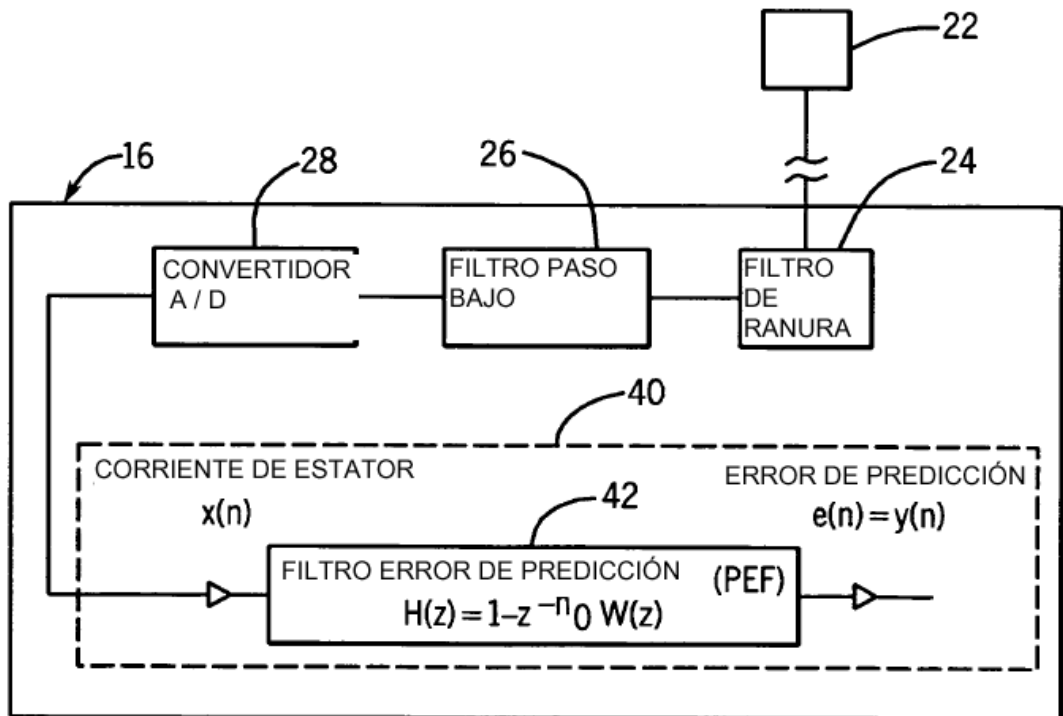 22
16
28
26
24
CONVERTIDOR
A / D
FILTRO PASO
BAJO
FILTRO
DE
RANURA
40
CORRIENTE DE ESTATOR
x(n)
ERROR DE PREDICCIÓN
e(n)=y(n)
42
FILTRO ERROR DE PREDICCIÓN (PEF)
H(z)=1-z⁻ⁿ0 W(z)